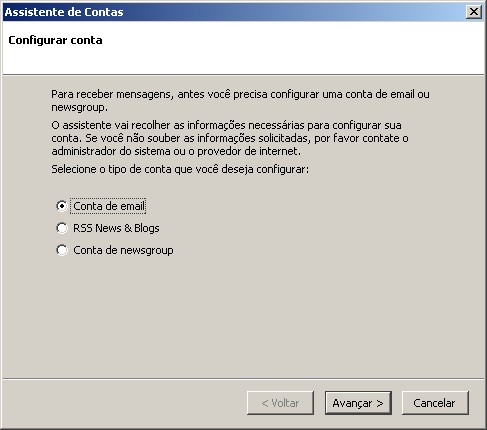 Assistente de Contas
Configurar conta
Para receber mensagens, antes você precisa configurar uma conta de email ou
newsgroup.
O assistente vai recolher as informações necessárias para configurar sua
conta. Se você não souber as informações solicitadas, por favor contate o
administrador do sistema ou o provedor de internet.
Selecione o tipo de conta que você deseja configurar:
Conta de email
RSS News & Blogs
Conta de newsgroup
< Voltar Avançar > Cancelar